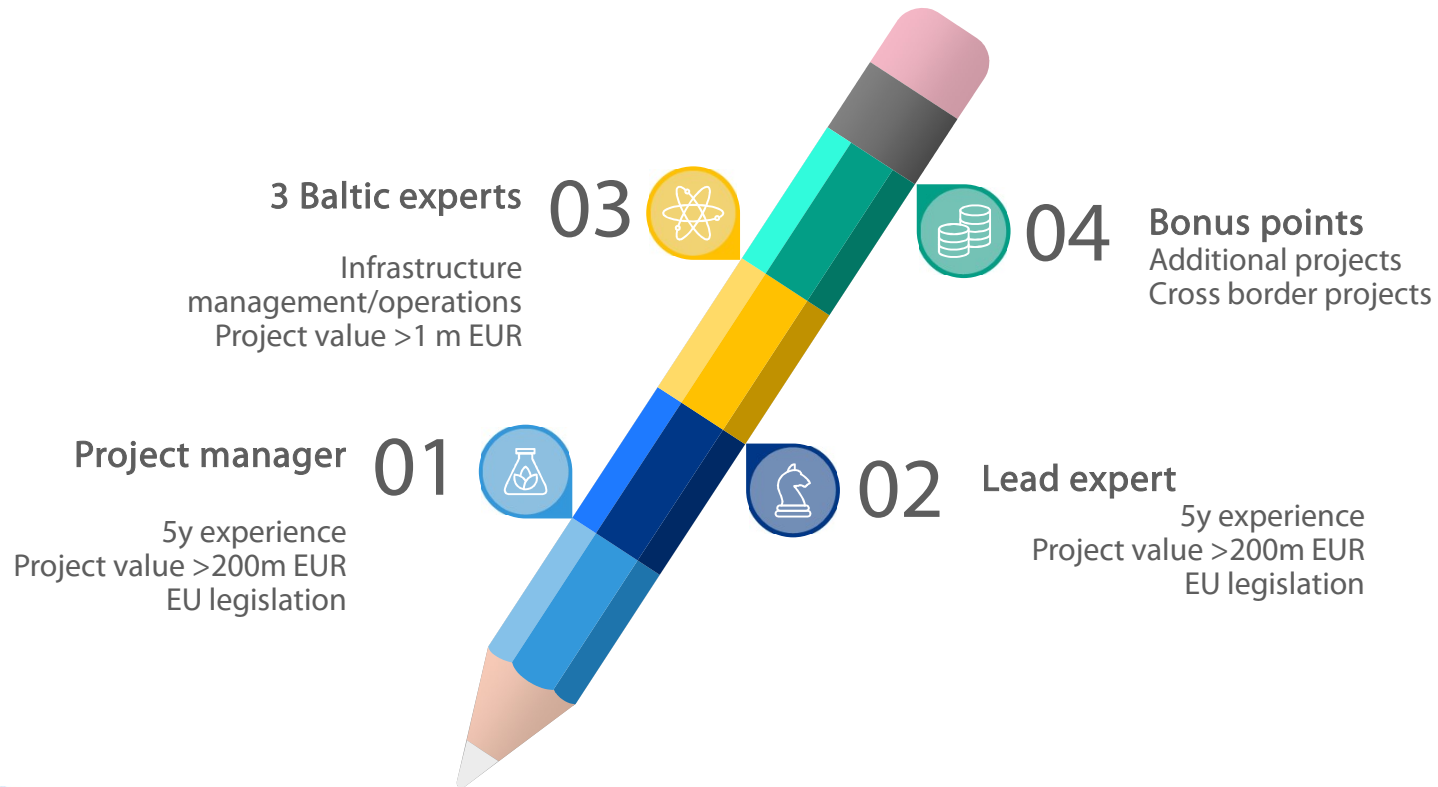 3 Baltic experts
03
Infrastructure
management/operations
Project value >1 m EUR
04
Bonus points
Additional projects
Cross border projects
Project manager
01
5y experience
Project value >200m EUR
EU legislation
02
Lead expert
5y experience
Project value >200m EUR
EU legislation